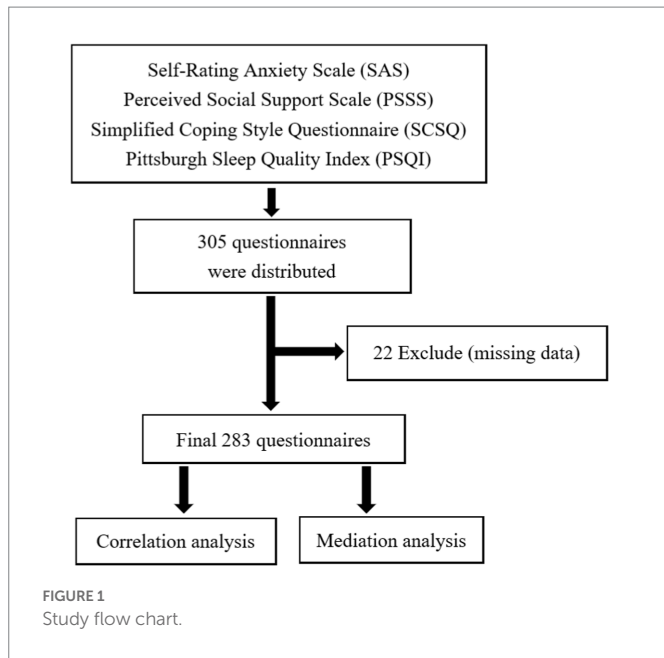 Self-Rating Anxiety Scale (SAS)
Perceived Social Support Scale (PSSS)
Simplified Coping Style Questionnaire (SCSQ)
Pittsburgh Sleep Quality Index (PSQI)
305 questionnaires
were distributed
22 Exclude (missing data)
Final 283 questionnaires
Correlation analysis
Mediation analysis
FIGURE 1
Study flow chart.